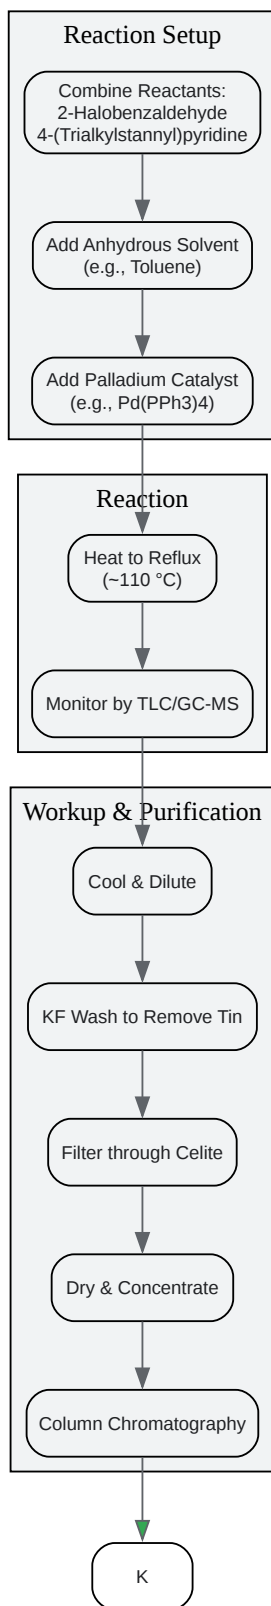 Reaction Setup
Combine Reactants:
2-Halobenzaldehyde
4-(Trialkylstannyl)pyridine
Add Anhydrous Solvent
(e.g., Toluene)
Add Palladium Catalyst
(e.g., Pd(PPh3)4)
Reaction
Heat to Reflux
(~110 °C)
Monitor by TLC/GC-MS
Workup & Purification
Cool & Dilute
KF Wash to Remove Tin
Filter through Celite
Dry & Concentrate
Column Chromatography
K